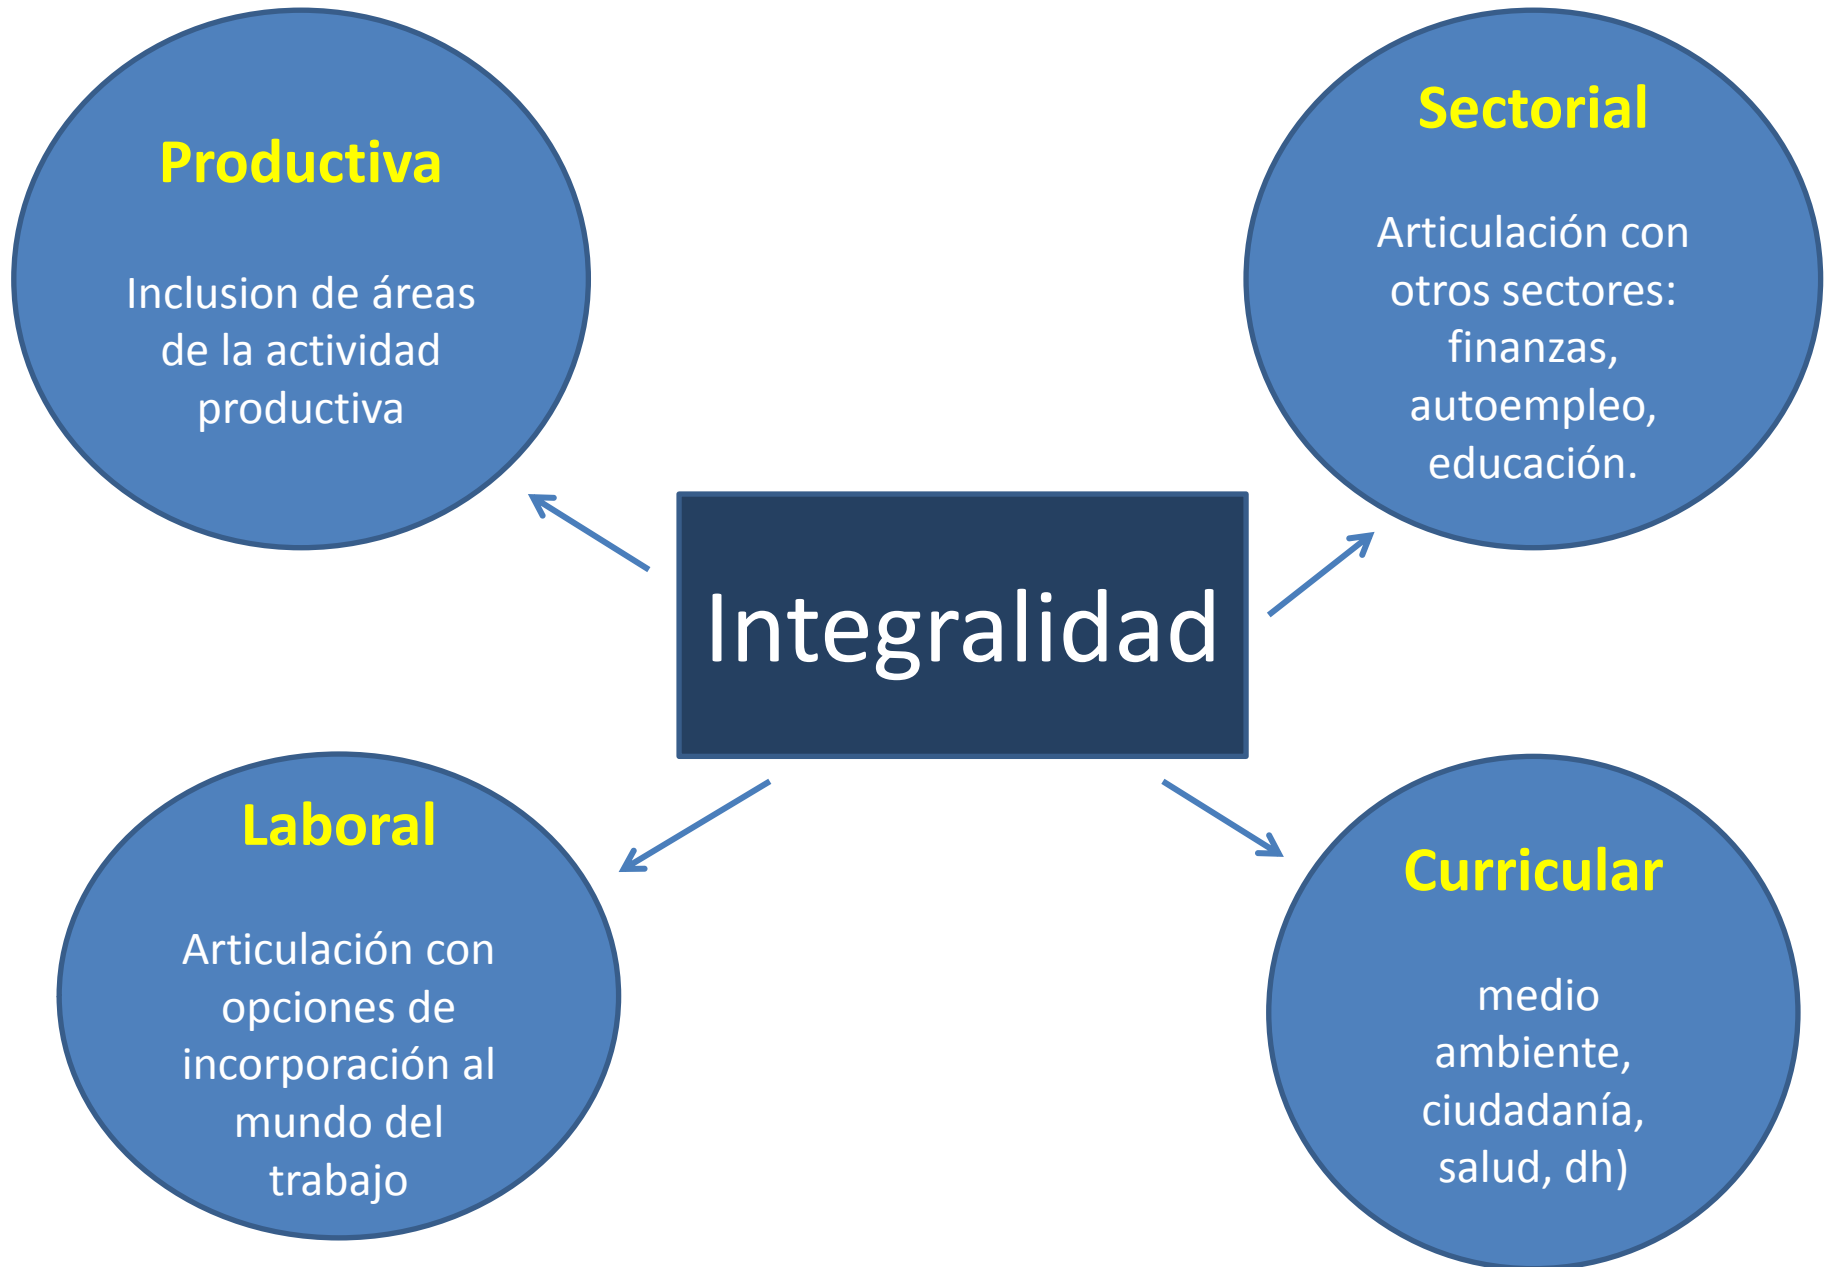 Productiva
Inclusion de áreas
de la actividad
productiva
Sectorial
Articulación con
otros sectores:
finanzas,
autoempleo,
educación.
Integralidad
Laboral
Articulación con
opciones de
incorporación al
mundo del
trabajo
Curricular
medio
ambiente,
ciudadanía,
salud, dh)